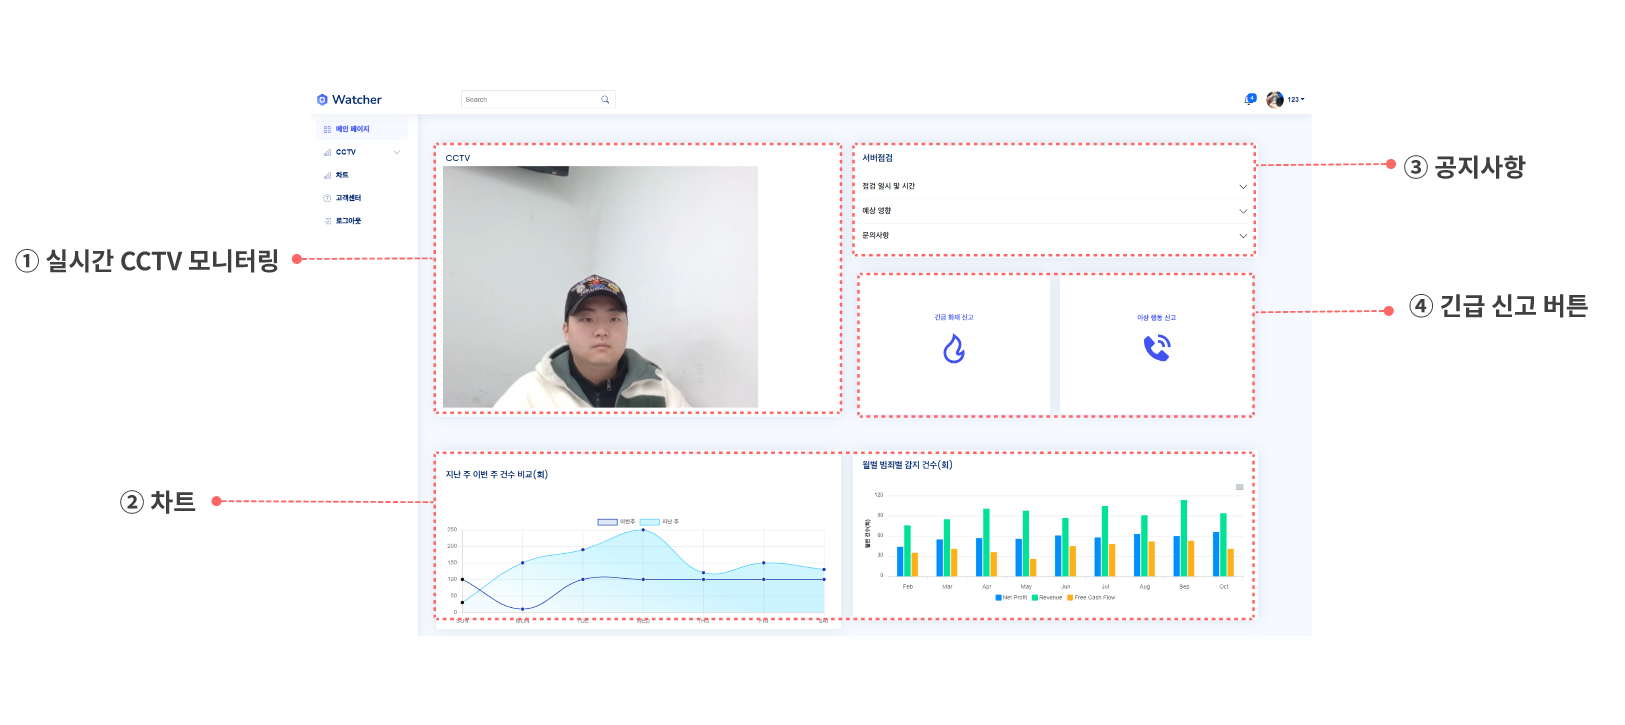 Watcher
Search
4
123
메인 페이지
CCTV
차트
고객센터
로그아웃
① 실시간 CCTV 모니터링
② 차트
③ 공지사항
④ 긴급 신고 버튼
CCTV
서버점검
점검 일시 및 시간
예상 영향
문의사항
긴급 화재 신고
이상 행동 신고
지난 주 이번 주 건수 비교(회)
이번주 지난 주
250
200
150
100
50
0
SUN MON TUE WED THU FRI SAT
월별 범죄별 감지 건수(회)
월번 건수(회)
120
90
60
30
0
Feb Mar Apr May Jun Jul Aug Sep Oct
Net Profit Revenue Free Cash Flow